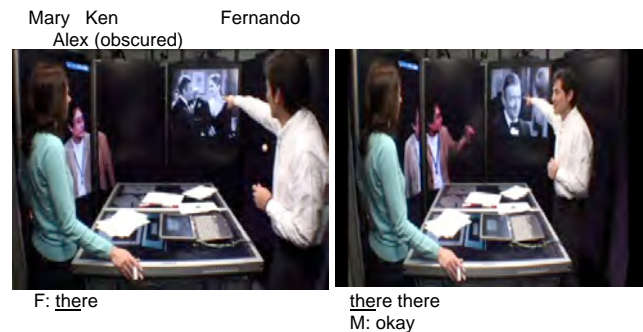 Mary Ken Fernando
Alex (obscured)
F: there
there there
M: okay